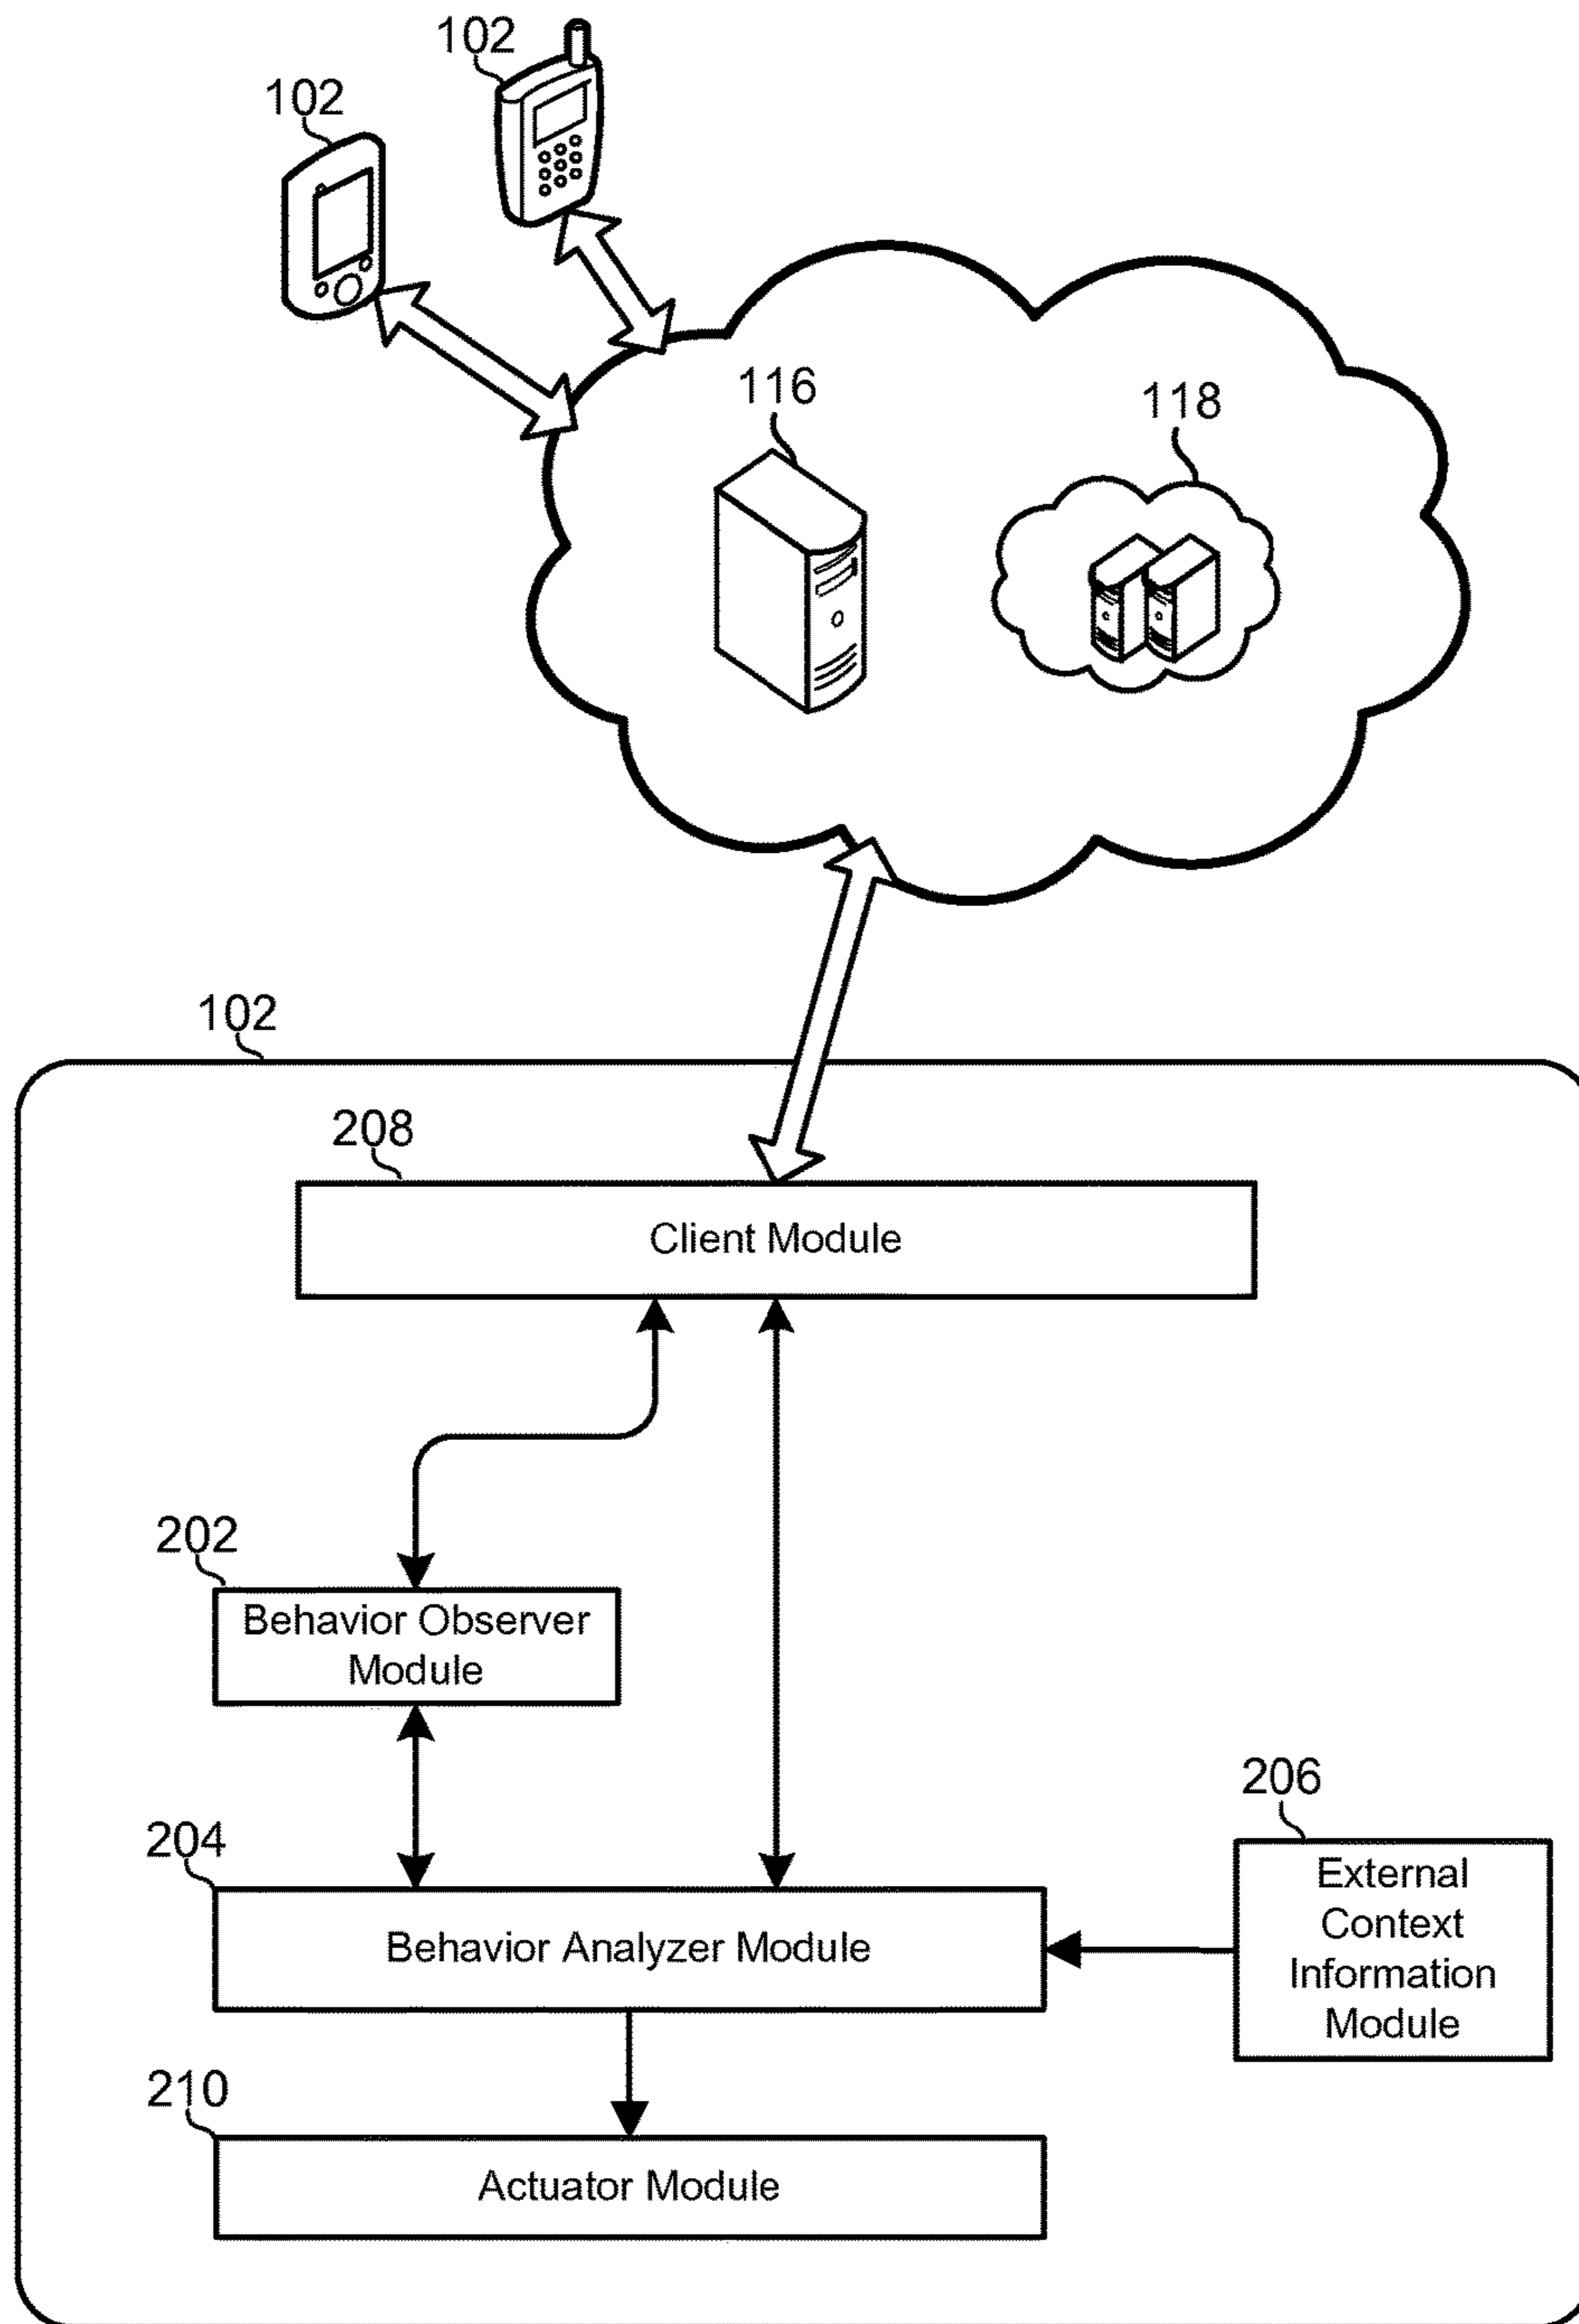 102
102
116
118
102
208
Client Module
202
Behavior Observer
Module
206
204
External
Context
Information
Module
Behavior Analyzer Module
210
Actuator Module